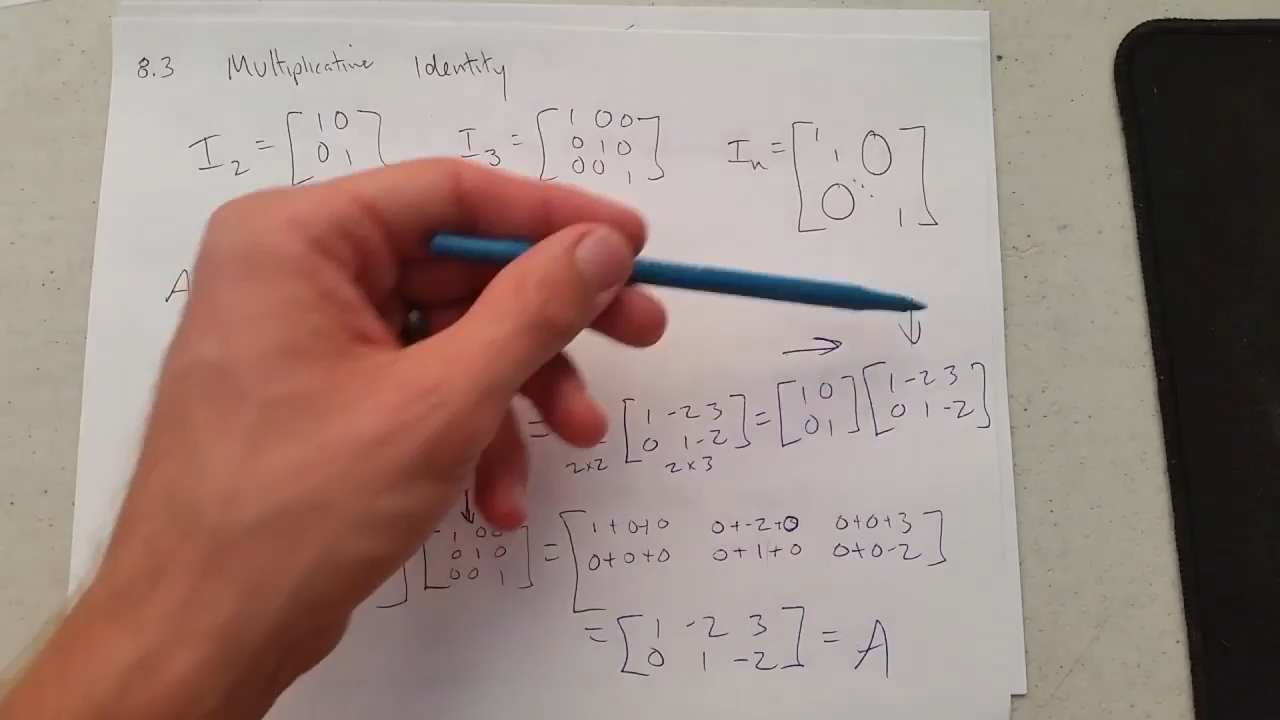 8.3 Multiplicative Identity
I2 = [1 0 I3 = [1 0 0 In = [1 0
0 1] 0 1 0 1
0 0 1] 0 ⋱ 1]
A
→ ↓
= [1 -2 3 = [1 0 [1 -2 3
0 1 -2] 0 1] 0 1 -2]
2x2 2x3
↓
[1 0 0 = [1+0+0 0+-2+0 0+0+3
0 1 0 0+0+0 0+1+0 0+0-2]
0 0 1]
= [1 -2 3 = A
0 1 -2]